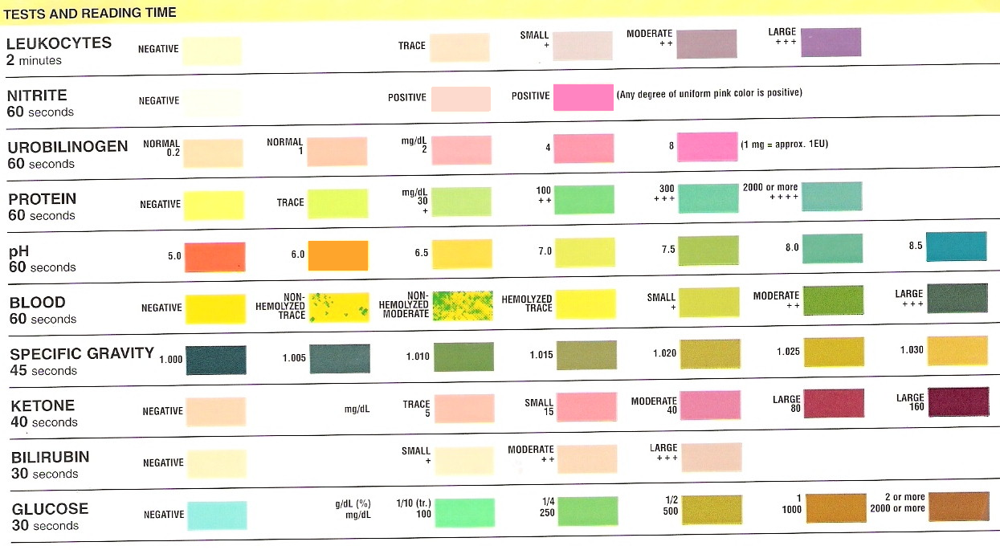 TESTS AND READING TIME
LEUKOCYTES
2 minutes
NEGATIVE
TRACE
SMALL
+
MODERATE
++
LARGE
+++
NITRITE
60 seconds
NEGATIVE
POSITIVE
POSITIVE
(Any degree of uniform pink color is positive)
UROBILINOGEN
60 seconds
NORMAL
0.2
NORMAL
1
mg/dL
2
4
8
(1 mg = approx. 1EU)
PROTEIN
60 seconds
NEGATIVE
TRACE
mg/dL
30
+
100
++
300
+++
2000 or more
++++
pH
60 seconds
5.0
6.0
6.5
7.0
7.5
8.0
8.5
BLOOD
60 seconds
NEGATIVE
NON-
HEMOLYZED
TRACE
NON-
HEMOLYZED
MODERATE
HEMOLYZED
TRACE
SMALL
+
MODERATE
++
LARGE
+++
SPECIFIC GRAVITY
45 seconds
1.000
1.005
1.010
1.015
1.020
1.025
1.030
KETONE
40 seconds
NEGATIVE
mg/dL
TRACE
5
SMALL
15
MODERATE
40
LARGE
80
LARGE
160
BILIRUBIN
30 seconds
NEGATIVE
SMALL
+
MODERATE
++
LARGE
+++
GLUCOSE
30 seconds
NEGATIVE
g/dL (%)
mg/dL
1/10 (tr.)
100
1/4
250
1/2
500
1
1000
2 or more
2000 or more